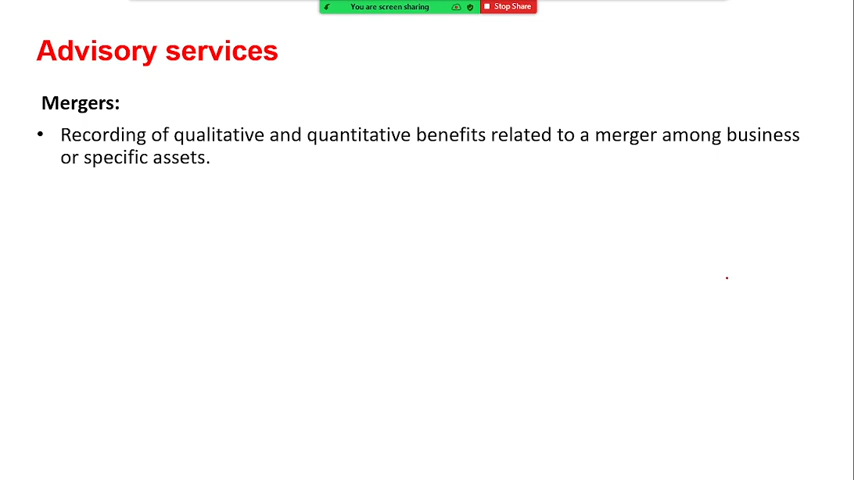 You are screen sharing
Stop Share
Advisory services
Mergers:
• Recording of qualitative and quantitative benefits related to a merger among business
or specific assets.